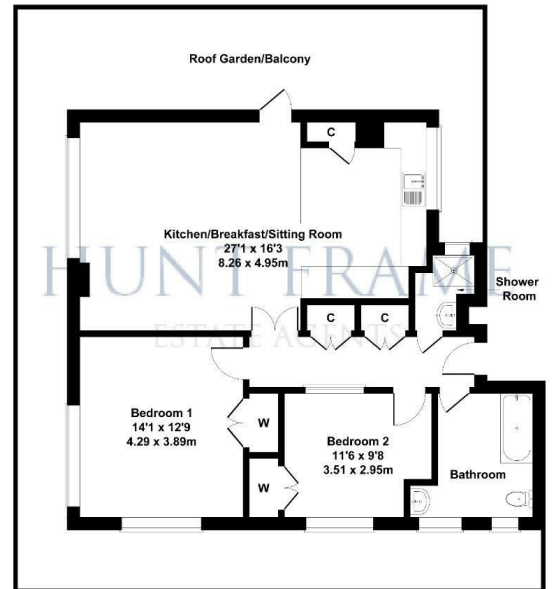 Roof Garden/Balcony
C
Kitchen/Breakfast/Sitting Room
27'1 x 16'3
8.26 x 4.95m
HUNT FRAME
ESTATE AGENTS
Shower
Room
C
C
Bedroom 1
14'1 x 12'9
4.29 x 3.89m
W
W
Bedroom 2
11'6 x 9'8
3.51 x 2.95m
Bathroom